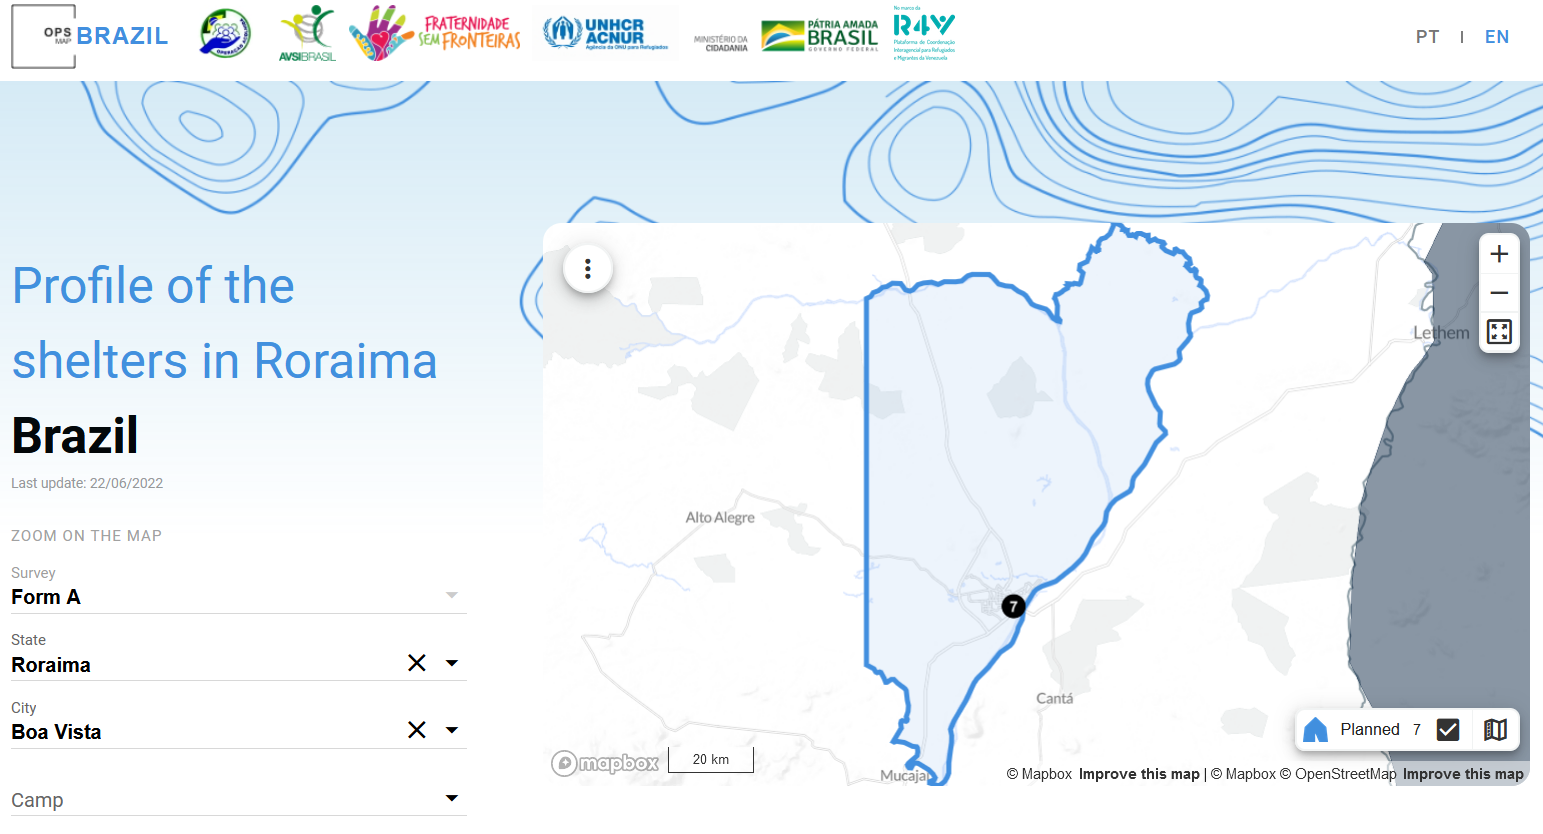 OPS
MAP
BRAZIL
AVSIBRASIL
FRATERNIDADE
SEM FRONTEIRAS
UNHCR
ACNUR
Agência da ONU para Refugiados
MINISTÉRIO DA
CIDADANIA
PÁTRIA AMADA
BRASIL
GOVERNO FEDERAL
No marco da
R4V
Plataforma de Coordenação
Interagencial para Refugiados
e Migrantes da Venezuela
PT | EN
Profile of the
shelters in Roraima
Brazil
Last update: 22/06/2022
ZOOM ON THE MAP
Survey
Form A
State
Roraima
City
Boa Vista
Camp
Lethem
Alto Alegre
7
Cantá
Mucajaí
Planned 7
mapbox
20 km
© Mapbox Improve this map | © Mapbox © OpenStreetMap Improve this map